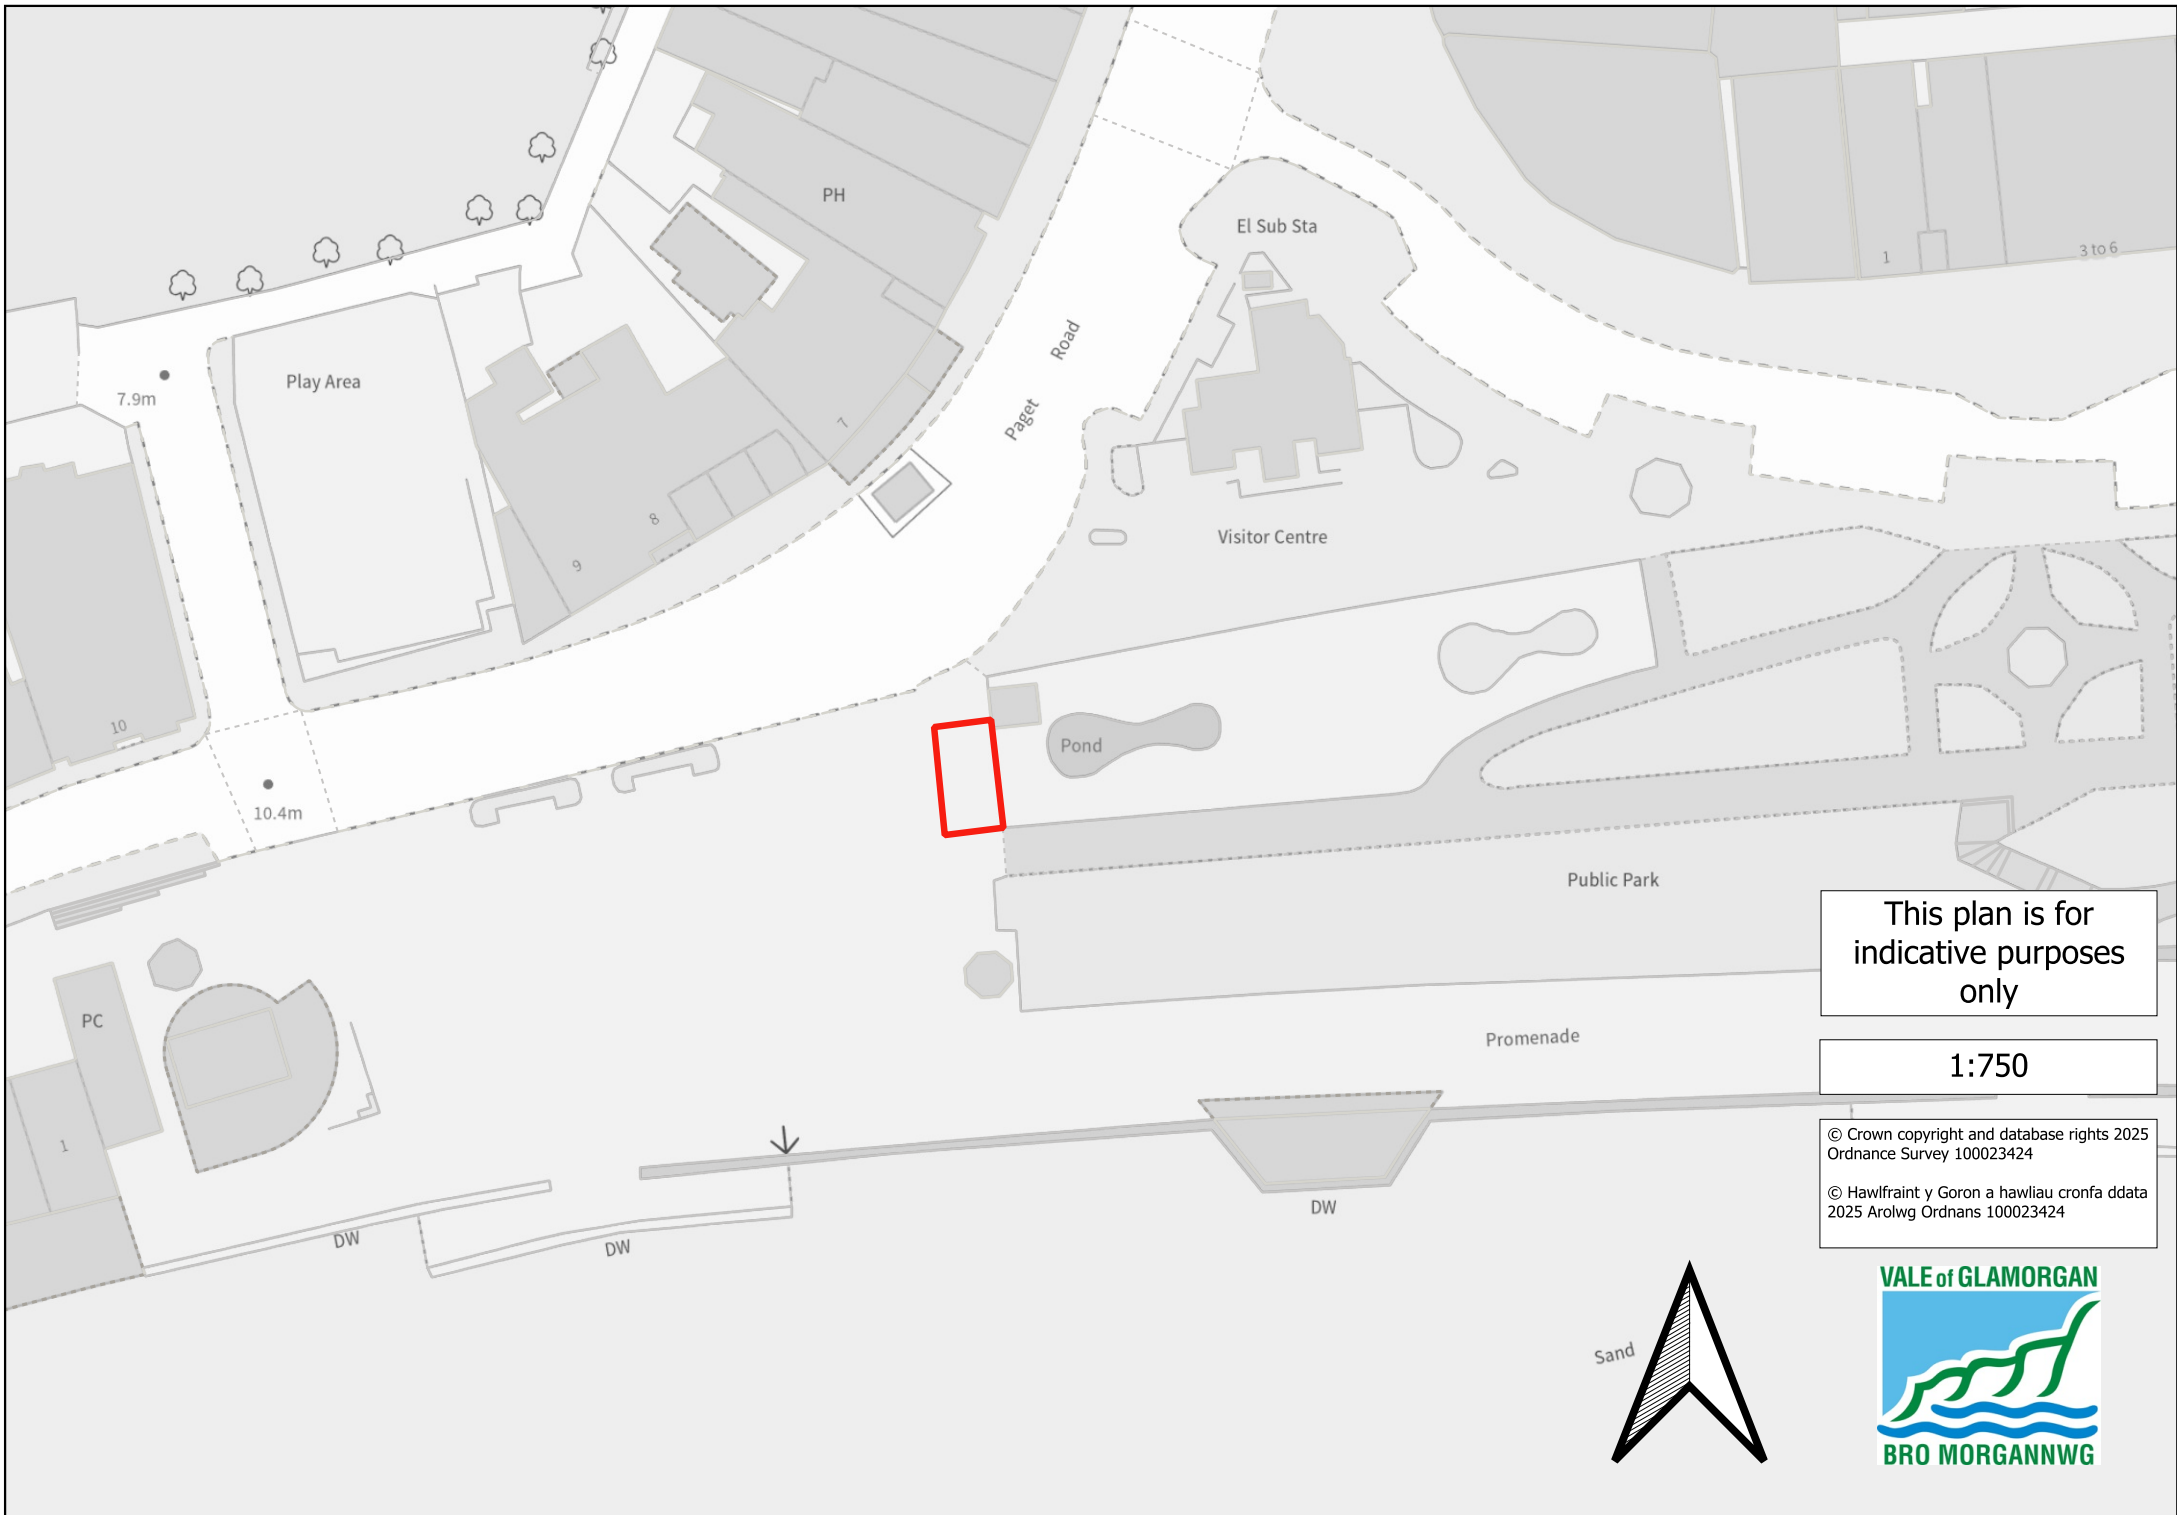 PH
El Sub Sta
1
3 to 6
Paget Road
Play Area
7.9m
7
8
9
Visitor Centre
10
Pond
10.4m
Public Park
This plan is for
indicative purposes
only
PC
Promenade
1:750
1
© Crown copyright and database rights 2025
Ordnance Survey 100023424
© Hawlfraint y Goron a hawliau cronfa ddata
2025 Arolwg Ordnans 100023424
DW
DW
DW
Sand
VALE of GLAMORGAN
BRO MORGANNWG